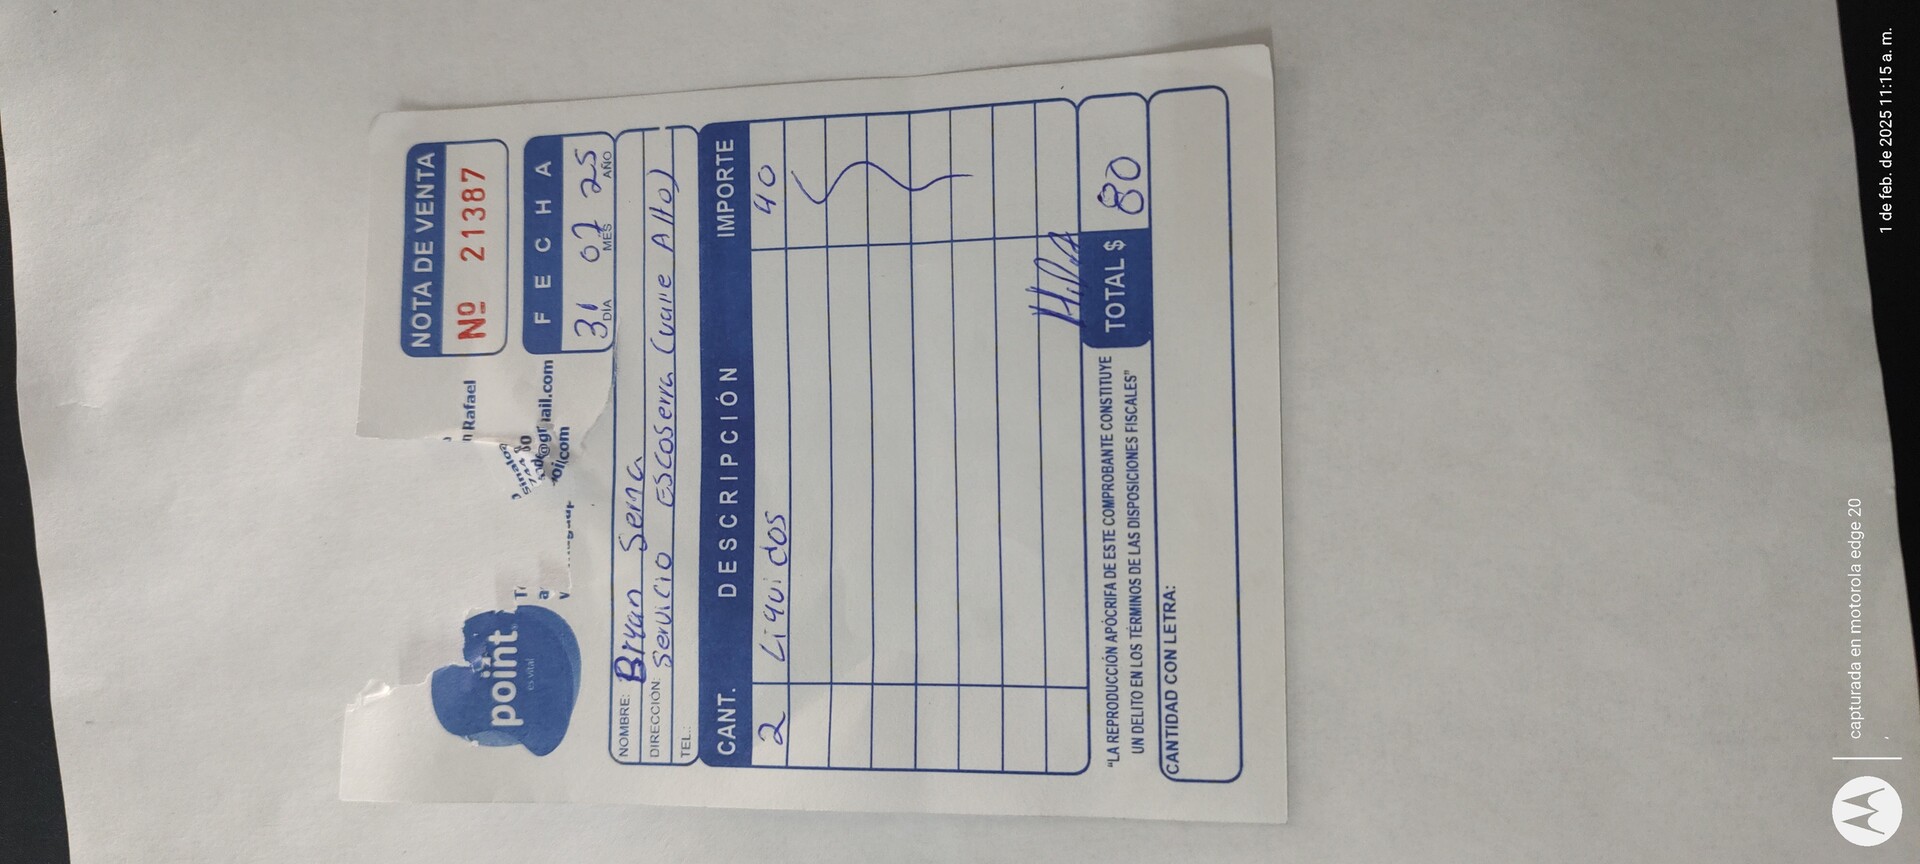 point
es vital
n Rafael
Sinaloa
ail.com
NOTA DE VENTA
Nº 21387
FECHA
31 07 25
DÍA MES AÑO
NOMBRE: Bryan Serna
DIRECCIÓN: Servicio Escoserra (valle Alto)
TEL.:
CANT. DESCRIPCIÓN IMPORTE
2 Liquidos 40
TOTAL $ 80
"LA REPRODUCCIÓN APÓCRIFA DE ESTE COMPROBANTE CONSTITUYE
UN DELITO EN LOS TÉRMINOS DE LAS DISPOSICIONES FISCALES"
CANTIDAD CON LETRA:
capturada en motorola edge 20
1 de feb. de 2025 11:15 a. m.